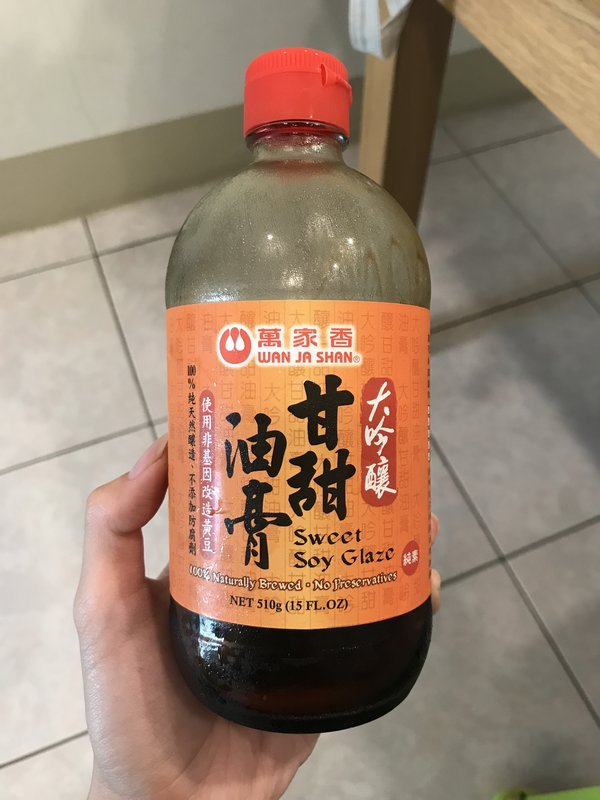 萬家香
WAN JA SHAN®
大吟釀
甘甜
油膏
Sweet
Soy Glaze
純素
使用非基因改造黃豆
100%純天然釀造、不添加防腐劑
100% Naturally Brewed • No Preservatives
NET 510g (15 FL.OZ)